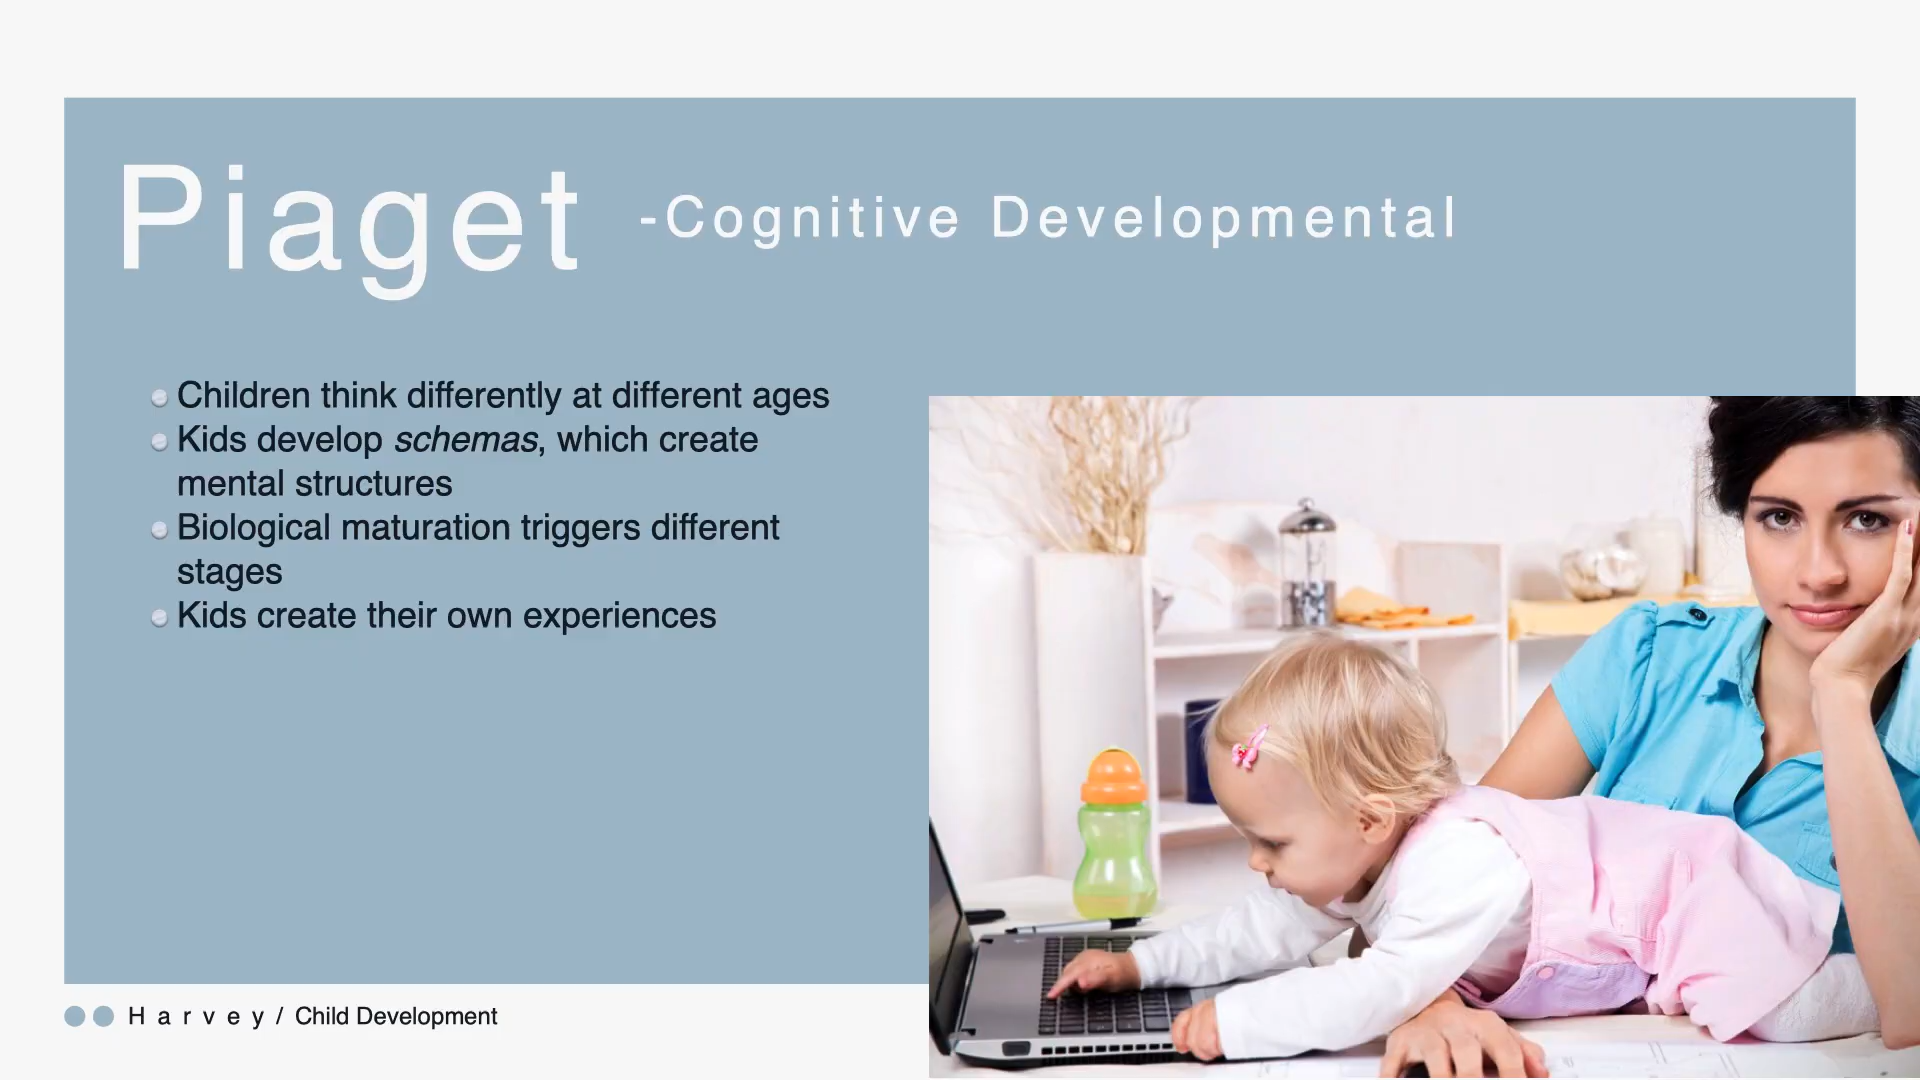 Piaget -Cognitive Developmental
Children think differently at different ages
Kids develop schemas, which create
mental structures
Biological maturation triggers different
stages
Kids create their own experiences
Harvey / Child Development